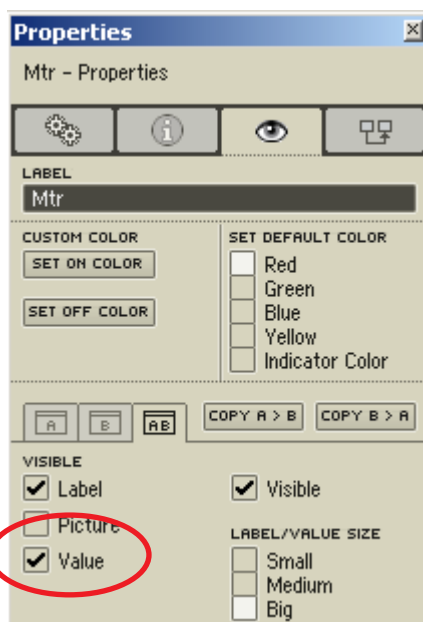 Properties
Mtr - Properties
LABEL
Mtr
CUSTOM COLOR
SET ON COLOR
SET OFF COLOR
SET DEFAULT COLOR
Red
Green
Blue
Yellow
Indicator Color
A B AB COPY A > B COPY B > A
VISIBLE
Label
Picture
Value
Visible
LABEL/VALUE SIZE
Small
Medium
Big